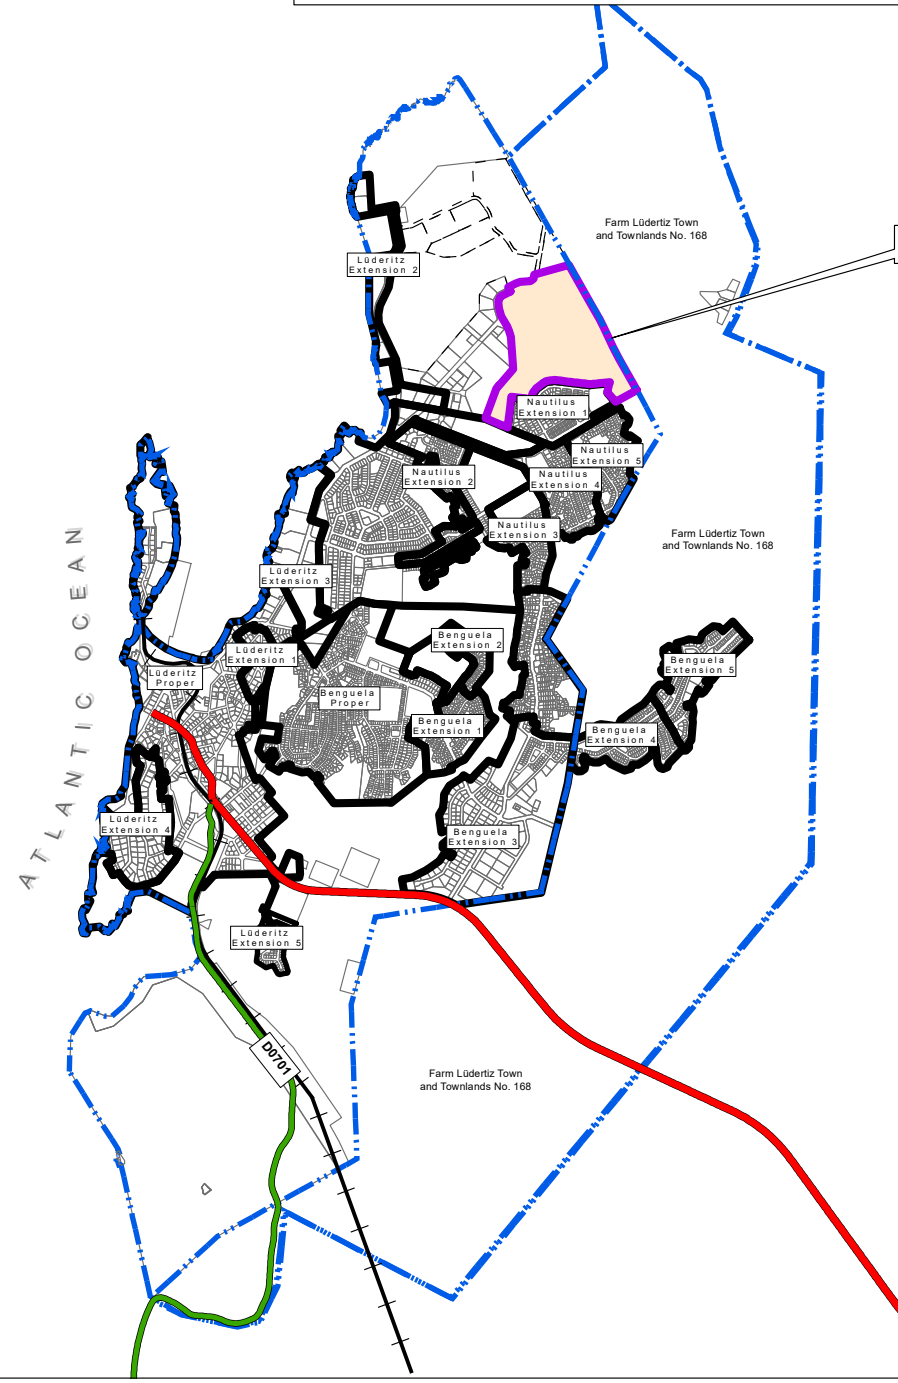 Farm Lüdertiz Town
and Townlands No. 168
Lüderitz
Extension 2
Nautilus
Extension 1
Nautilus
Extension 5
Nautilus
Extension 2
Nautilus
Extension 4
Nautilus
Extension 3
Farm Lüdertiz Town
and Townlands No. 168
ATLANTIC OCEAN
Lüderitz
Extension 3
Lüderitz
Extension 1
Benguela
Extension 2
Benguela
Extension 5
Lüderitz
Proper
Benguela
Proper
Benguela
Extension 1
Benguela
Extension 4
Lüderitz
Extension 4
Benguela
Extension 3
Lüderitz
Extension 5
D0701
Farm Lüdertiz Town
and Townlands No. 168